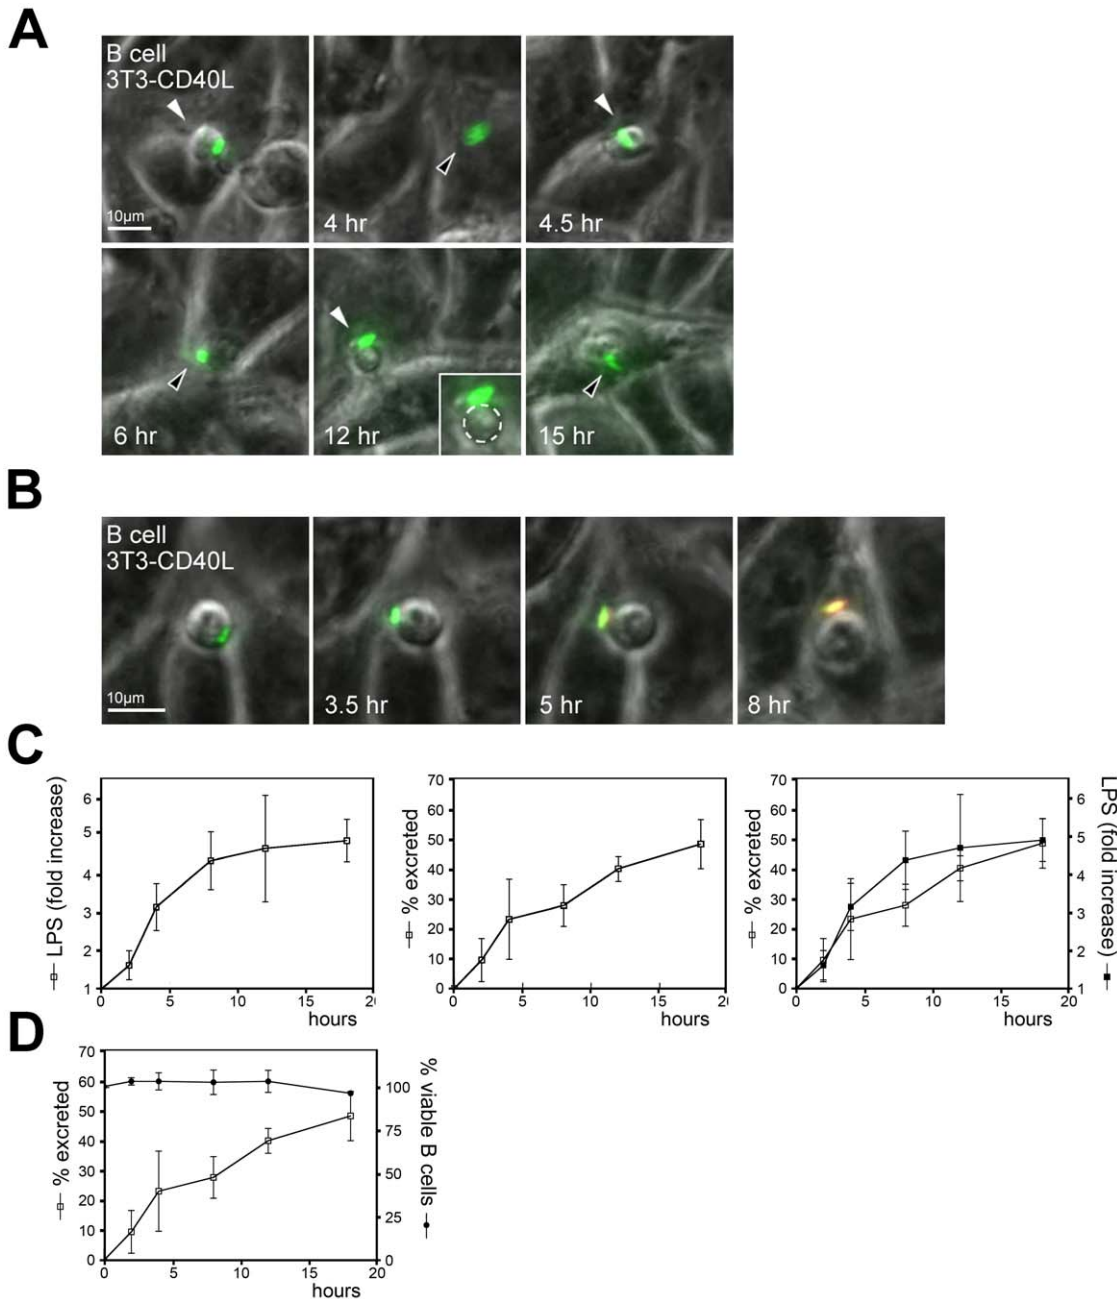 A
B cell
3T3-CD40L
10µm
4 hr
4.5 hr
6 hr
12 hr
15 hr
B
B cell
3T3-CD40L
10µm
3.5 hr
5 hr
8 hr
C
LPS (fold increase)
6
5
4
3
2
1
0
5
10
15
hours
% excreted
70
60
50
40
30
20
10
0
0
5
10
15
hours
% excreted
70
60
50
40
30
20
10
0
0
5
10
15
20
hours
LPS (fold increase)
6
5
4
3
2
1
D
% excreted
70
60
50
40
30
20
10
0
0
5
10
15
20
hours
% viable B cells
100
75
50
25
0